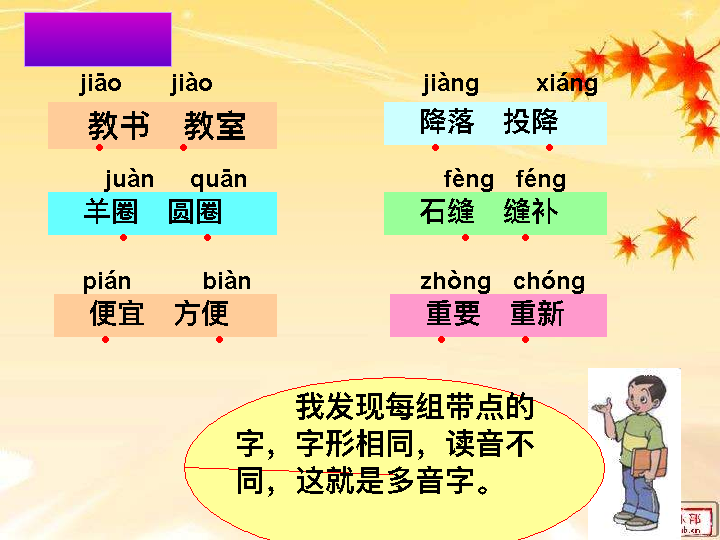 jiāo jiào jiàng xiáng
教书 教室 降落 投降
juàn quān fèng féng
羊圈 圆圈 石缝 缝补
pián biàn zhòng chóng
便宜 方便 重要 重新
我发现每组带点的
字，字形相同，读音不
同，这就是多音字。